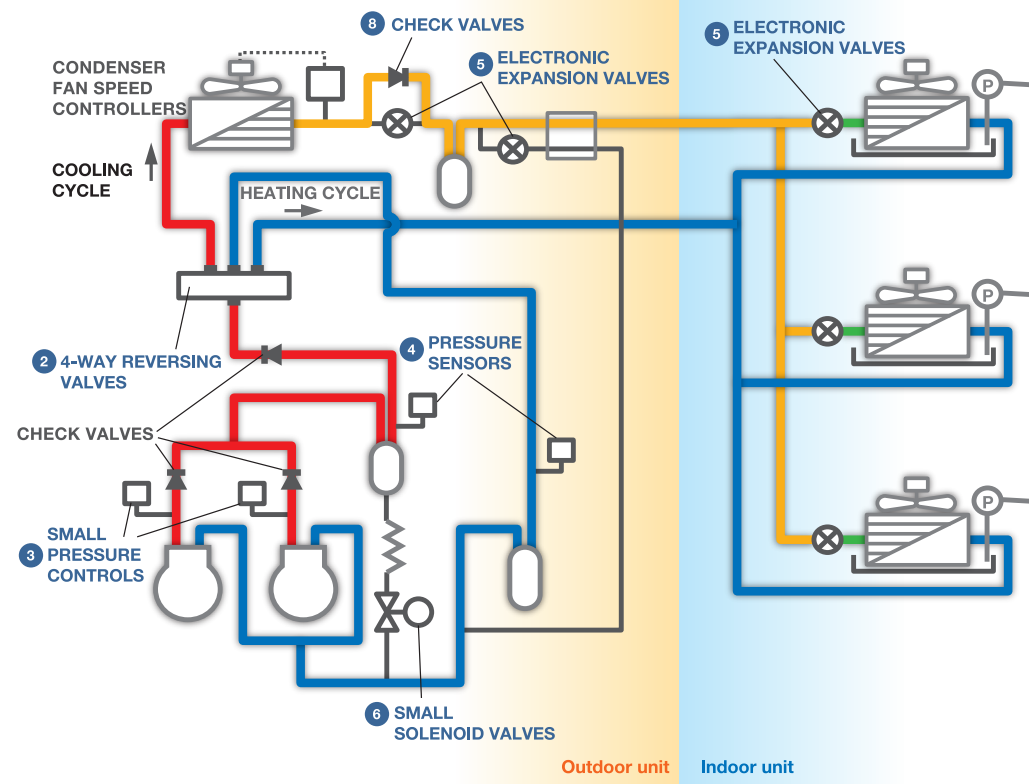 8 CHECK VALVES
5 ELECTRONIC
EXPANSION VALVES
5 ELECTRONIC
EXPANSION VALVES
CONDENSER
FAN SPEED
CONTROLLERS
P
COOLING
CYCLE
HEATING CYCLE
P
2 4-WAY REVERSING
VALVES
4 PRESSURE
SENSORS
CHECK VALVES
P
3 SMALL
PRESSURE
CONTROLS
6 SMALL
SOLENOID VALVES
Outdoor unit
Indoor unit